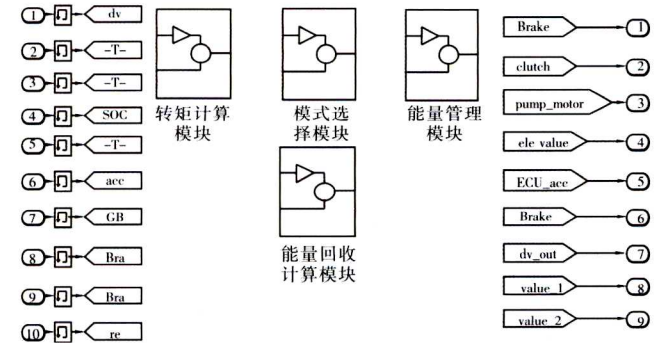 1 dv
2 -T-
3 -T-
4 SOC
5 -T-
6 acc
7 GB
8 Bra
9 Bra
10 re
转矩计算
模块
模式选
择模块
能量管理
模块
能量回收
计算模块
Brake 1
clutch 2
pump_motor 3
ele value 4
ECU_acc 5
Brake 6
dv_out 7
value_1 8
value_2 9